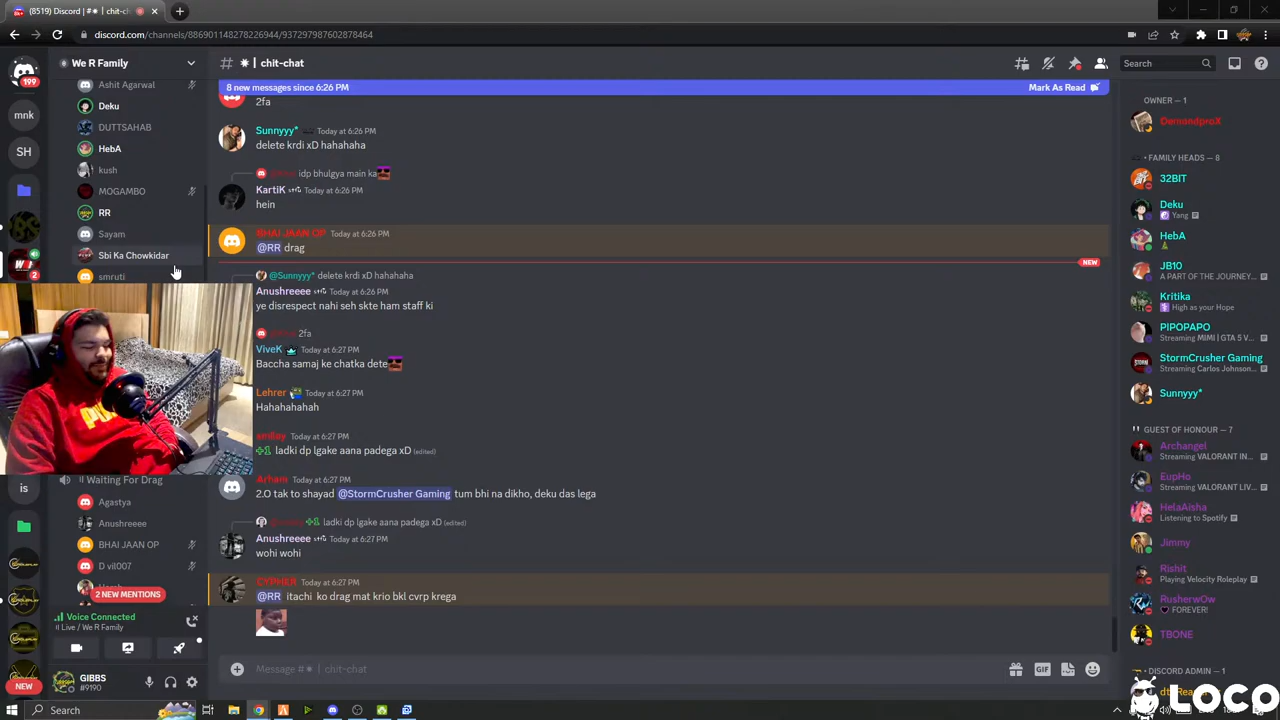 (8519) Discord | #✷ | chit-ch
discord.com/channels/886901148278226944/937297987602878464
199
mnk
SH
2
is
NEW
We R Family
Ashit Agarwal
Deku
DUTTSAHAB
HebA
kush
MOGAMBO
RR
Sayam
Sbi Ka Chowkidar
smruti
Waiting For Drag
Agastya
Anushreeee
BHAI JAAN OP
D vil007
2 NEW MENTIONS
Voice Connected
Live / We R Family
GIBBS
#9190
# ✷ | chit-chat
Search
8 new messages since 6:26 PM
Mark As Read
2fa
Sunnyyy* Today at 6:26 PM
delete krdi xD hahahaha
idp bhulgya main ka
KartiK Today at 6:26 PM
hein
BHAI JAAN OP Today at 6:26 PM
@RR drag
NEW
@Sunnyyy* delete krdi xD hahahaha
Anushreeee Today at 6:26 PM
ye disrespect nahi seh skte ham staff ki
2fa
ViveK Today at 6:27 PM
Baccha samaj ke chatka dete
Lehrer Today at 6:27 PM
Hahahahahah
Today at 6:27 PM
ladki dp lgake aana padega xD (edited)
Arham Today at 6:27 PM
2.O tak to shayad @StormCrusher Gaming tum bhi na dikho, deku das lega
ladki dp lgake aana padega xD (edited)
Anushreeee Today at 6:27 PM
wohi wohi
CYPHER Today at 6:27 PM
@RR itachi ko drag mat krio bkl cvrp krega
Message #✷ | chit-chat
GIF
OWNER — 1
DemondproX
FAMILY HEADS — 8
32BIT
Deku
Yang
HebA
JB10
A PART OF THE JOURNEY...
Kritika
High as your Hope
PIPOPAPO
Streaming MIMI | GTA 5 V...
StormCrusher Gaming
Streaming Carlos Johnson...
Sunnyyy*
GUEST OF HONOUR — 7
Archangel
Streaming VALORANT IN...
EupHo
Streaming VALORANT LIV...
HelaAisha
Listening to Spotify
Jimmy
Rishit
Playing Velocity Roleplay
RusherwOw
FOREVER!
TBONE
DISCORD ADMIN — 1
LOCO
Search